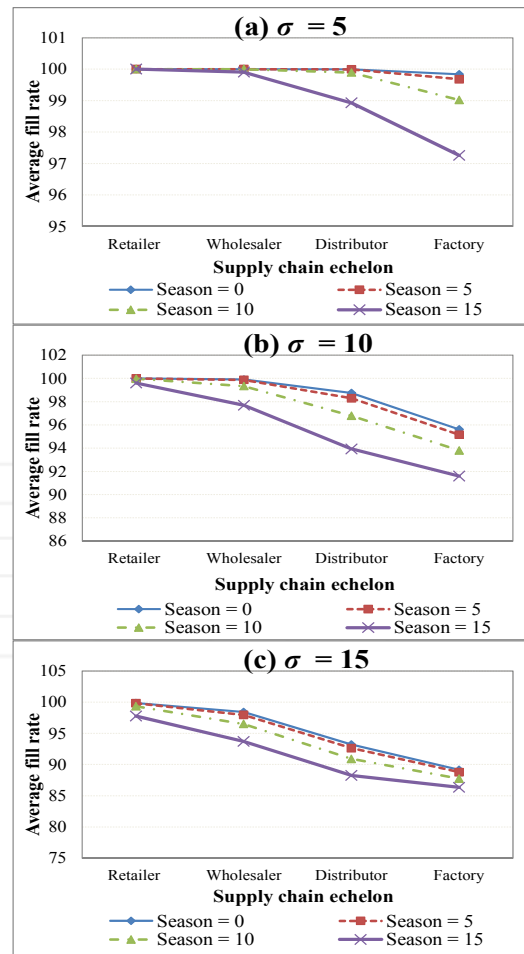 (a) σ = 5
100
100
99
98
97
96
95
Average fill rate
Retailer Wholesaler Distributor Factory
Supply chain echelon
Season = 0 Season = 5
Season = 10 Season = 15
(b) σ = 10
102
100
98
96
94
92
90
88
86
Average fill rate
Retailer Wholesaler Distributor Factory
Supply chain echelon
Season = 0 Season = 5
Season = 10 Season = 15
(c) σ = 15
105
100
95
90
85
80
75
Average fill rate
Retailer Wholesaler Distributor Factory
Supply chain echelon
Season = 0 Season = 5
Season = 10 Season = 15